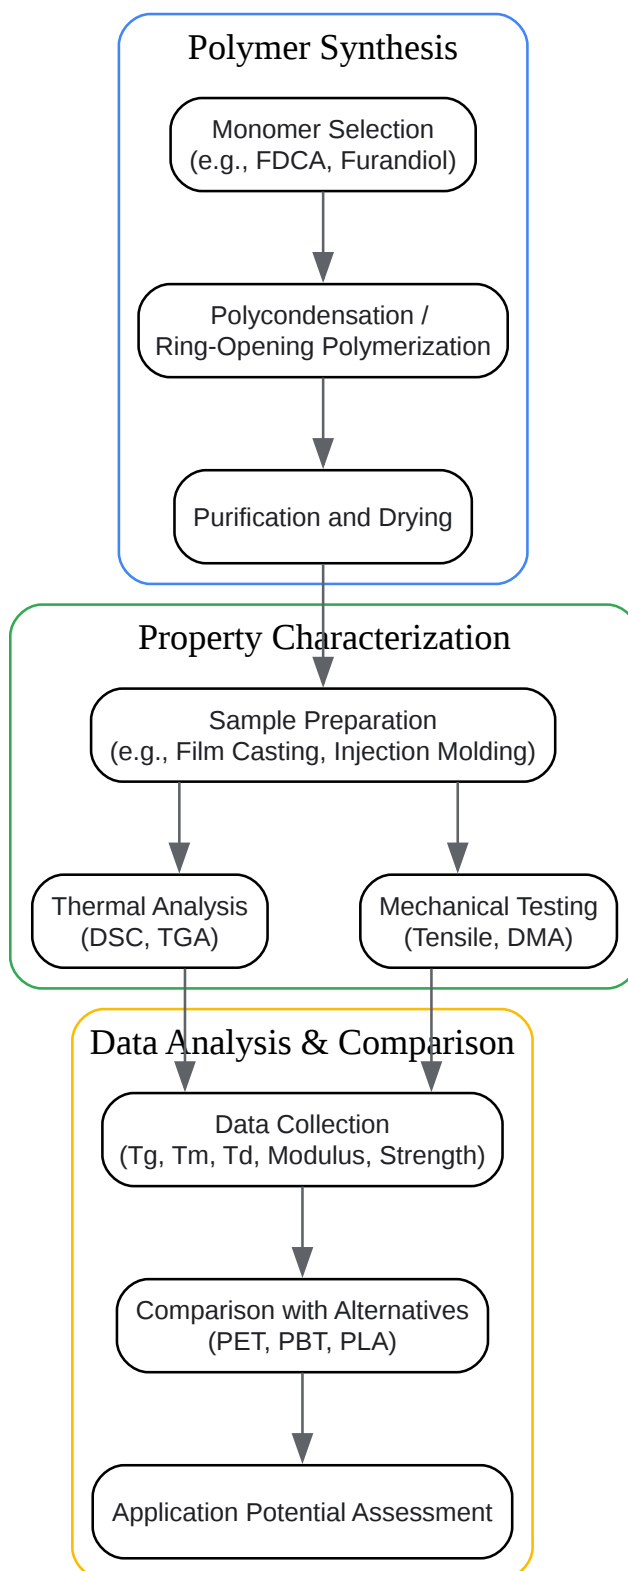 Polymer Synthesis
Monomer Selection
(e.g., FDCA, Furandiol)
Polycondensation /
Ring-Opening Polymerization
Purification and Drying
Property Characterization
Sample Preparation
(e.g., Film Casting, Injection Molding)
Thermal Analysis
(DSC, TGA)
Mechanical Testing
(Tensile, DMA)
Data Analysis & Comparison
Data Collection
(Tg, Tm, Td, Modulus, Strength)
Comparison with Alternatives
(PET, PBT, PLA)
Application Potential Assessment